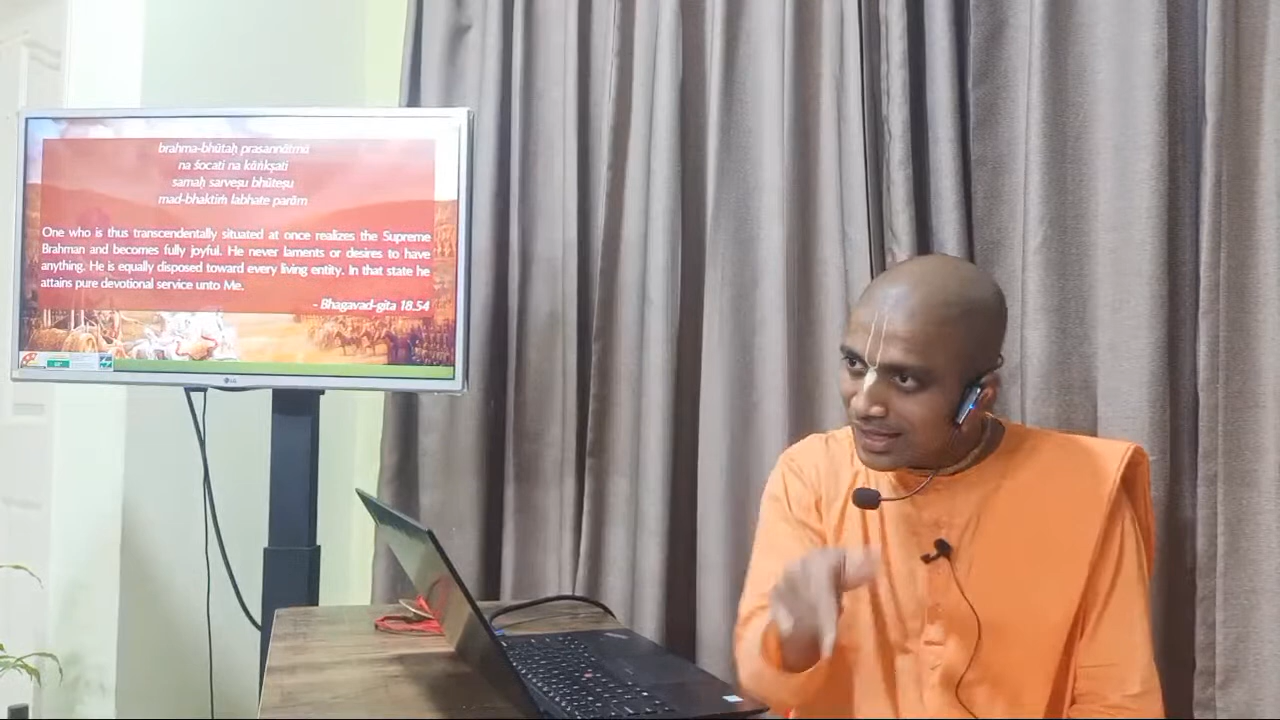 brahma-bhūtaḥ prasannātmā
na śocati na kāṅkṣati
samaḥ sarveṣu bhūteṣu
mad-bhaktiṁ labhate parām
One who is thus transcendentally situated at once realizes the Supreme
Brahman and becomes fully joyful. He never laments or desires to have
anything. He is equally disposed toward every living entity. In that state he
attains pure devotional service unto Me.
- Bhagavad-gita 18.54
LG